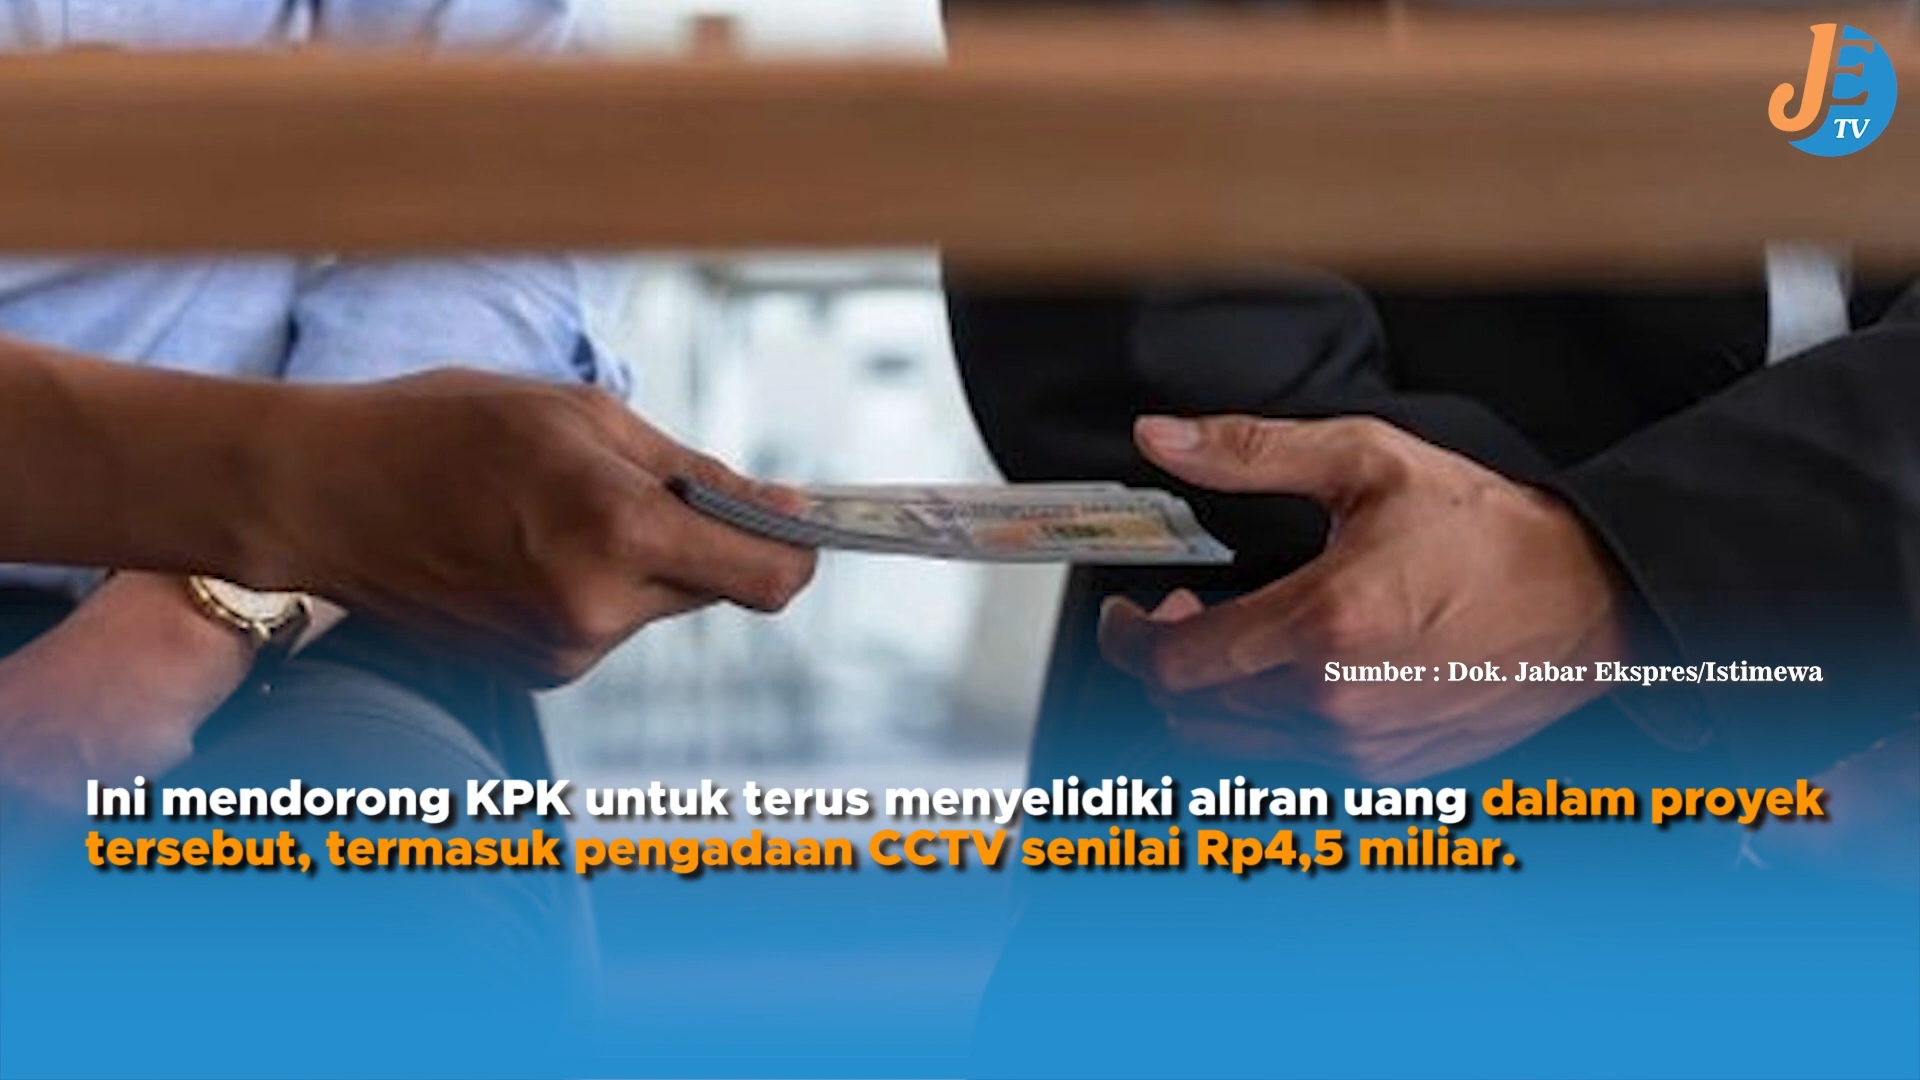 JE
TV
Sumber : Dok. Jabar Ekspres/Istimewa
Ini mendorong KPK untuk terus menyelidiki aliran uang dalam proyek
tersebut, termasuk pengadaan CCTV senilai Rp4,5 miliar.